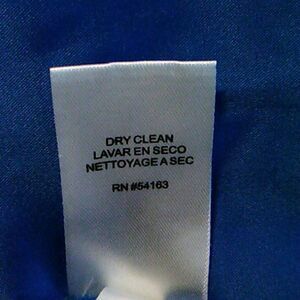 DRY CLEAN
LAVAR EN SECO
NETTOYAGE A SEC
RN #54163